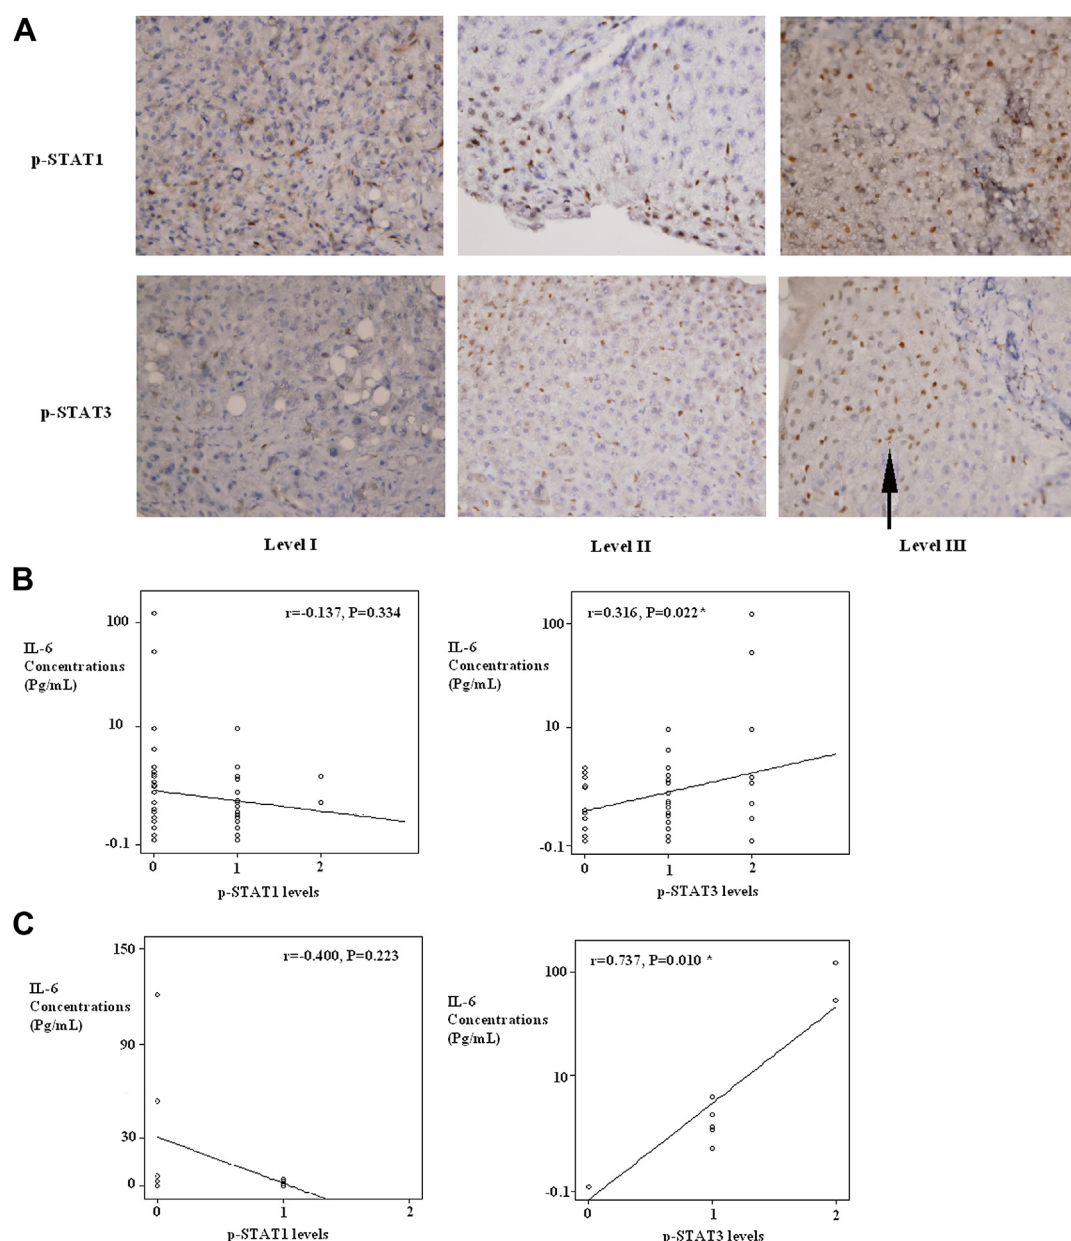 A
p-STAT1
p-STAT3
Level I
Level II
Level III
B
r=-0.137, P=0.334
100
IL-6
Concentrations
(Pg/mL)
10
-0.1
0
1
2
p-STAT1 levels
r=0.316, P=0.022*
100
IL-6
Concentrations
(Pg/mL)
10
-0.1
0
1
2
p-STAT3 levels
C
r=-0.400, P=0.223
150
IL-6
Concentrations
(Pg/mL)
90
30
0
0
1
2
p-STAT1 levels
r=0.737, P=0.010 *
100
IL-6
Concentrations
(Pg/mL)
10
-0.1
0
1
2
p-STAT3 levels